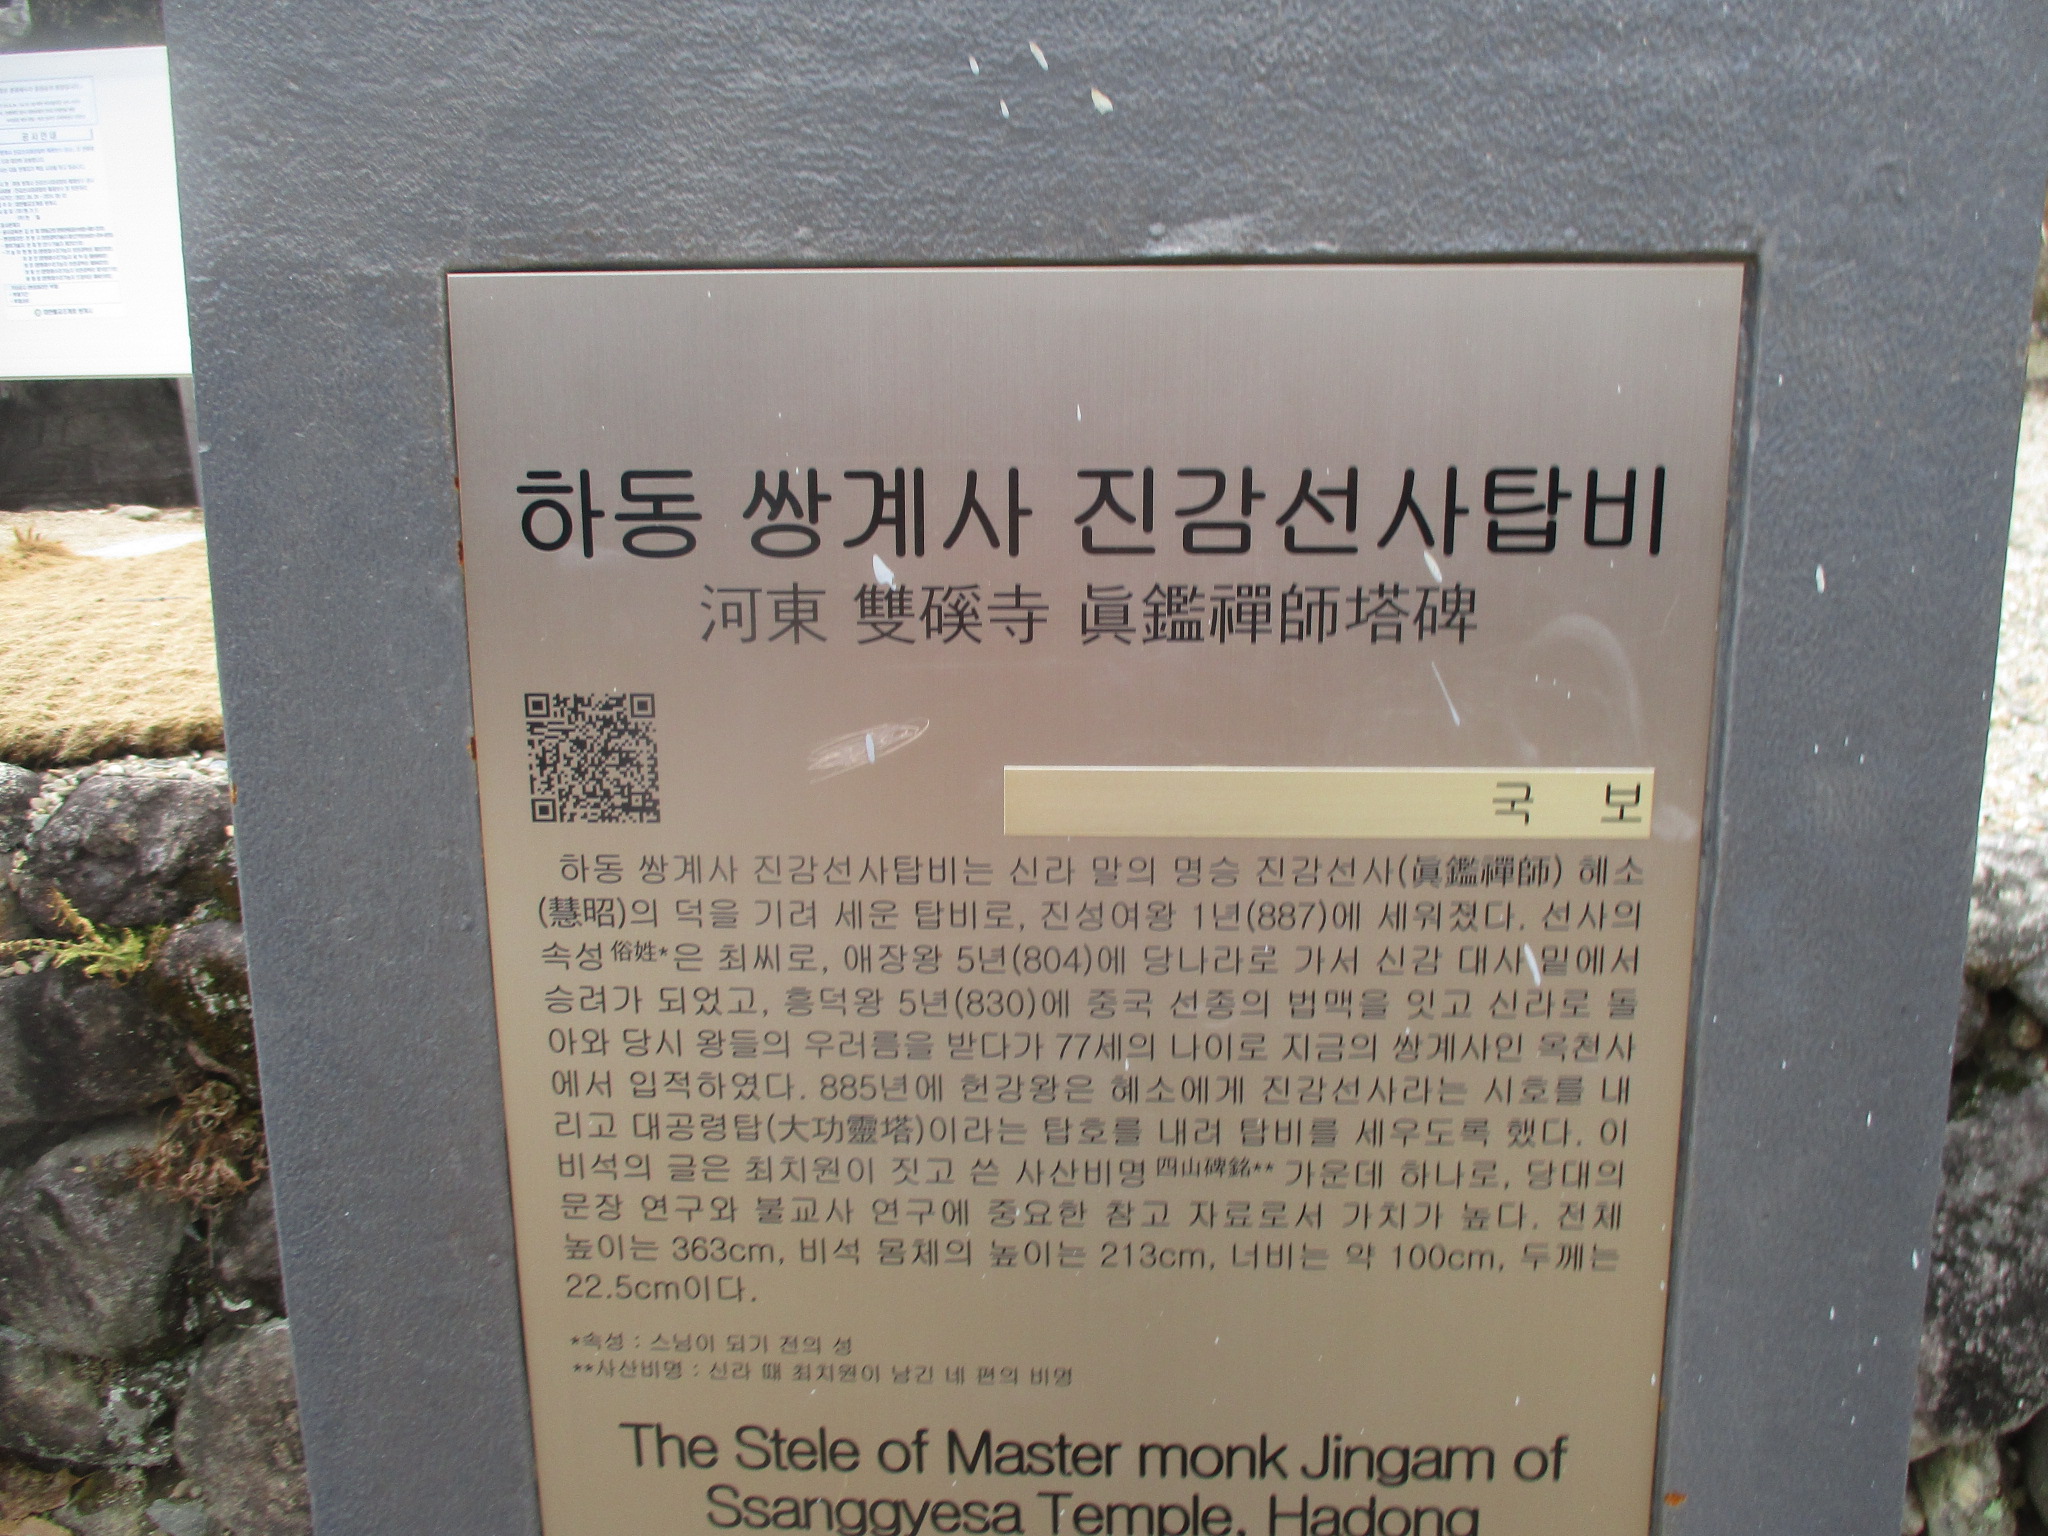 하동 쌍계사 진감선사탑비
河東 雙磎寺 眞鑑禪師塔碑
국 보
하동 쌍계사 진감선사탑비는 신라 말의 명승 진감선사(眞鑑禪師) 혜소
(慧昭)의 덕을 기려 세운 탑비로, 진성여왕 1년(887)에 세워졌다. 선사의
속성俗姓*은 최씨로, 애장왕 5년(804)에 당나라로 가서 신감 대사 밑에서
승려가 되었고, 흥덕왕 5년(830)에 중국 선종의 법맥을 잇고 신라로 돌
아와 당시 왕들의 우러름을 받다가 77세의 나이로 지금의 쌍계사인 옥천사
에서 입적하였다. 885년에 헌강왕은 혜소에게 진감선사라는 시호를 내
리고 대공령탑(大功靈塔)이라는 탑호를 내려 탑비를 세우도록 했다. 이
비석의 글은 최치원이 짓고 쓴 사산비명四山碑銘** 가운데 하나로, 당대의
문장 연구와 불교사 연구에 중요한 참고 자료로서 가치가 높다. 전체
높이는 363cm, 비석 몸체의 높이는 213cm, 너비는 약 100cm, 두께는
22.5cm이다.
*속성 : 스님이 되기 전의 성
**사산비명 : 신라 때 최치원이 남긴 네 편의 비명
The Stele of Master monk Jingam of
Ssanggyesa Temple, Hadong
공사안내